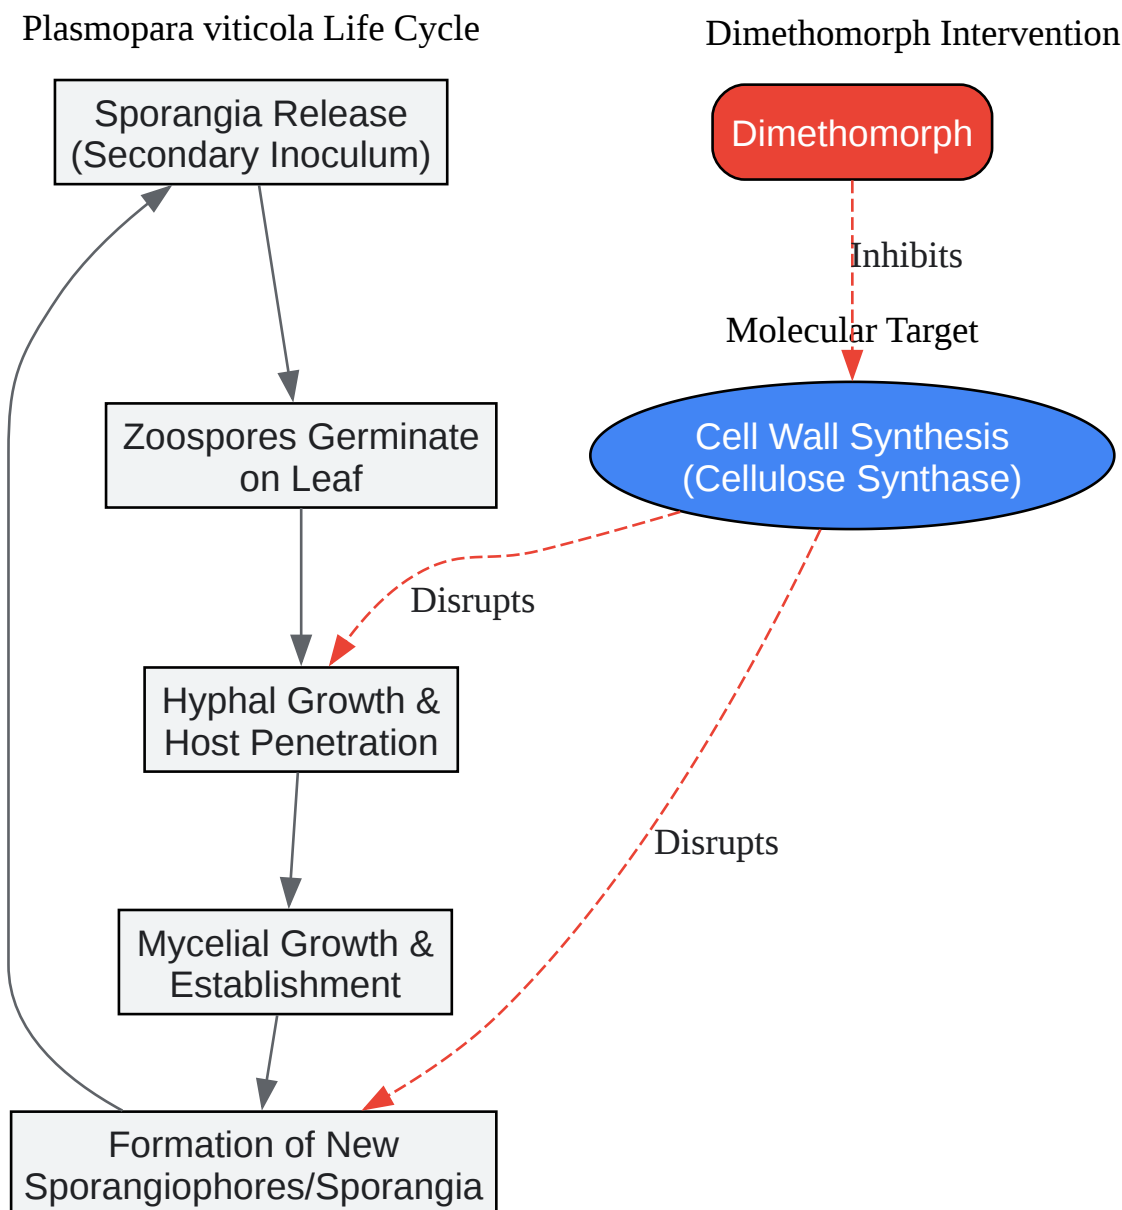 Plasmopara viticola Life Cycle
Dimethomorph Intervention
Sporangia Release
(Secondary Inoculum)
Dimethomorph
Inhibits
Molecular Target
Zoospores Germinate
on Leaf
Cell Wall Synthesis
(Cellulose Synthase)
Disrupts
Hyphal Growth &
Host Penetration
Disrupts
Mycelial Growth &
Establishment
Formation of New
Sporangiophores/Sporangia